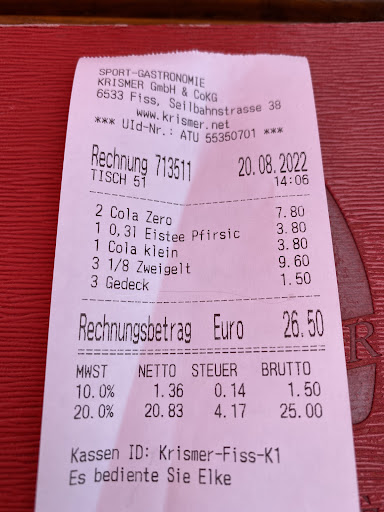 SPORT-GASTRONOMIE
KRISMER GmbH & CoKG
6533 Fiss, Seilbahnstrasse 38
www.krismer.net
*** UId-Nr.: ATU 55350701 ***
Rechnung 713511 20.08.2022
TISCH 51 14:06
2 Cola Zero 7.80
1 0,3l Eistee Pfirsic 3.80
1 Cola klein 3.80
3 1/8 Zweigelt 9.60
3 Gedeck 1.50
Rechnungsbetrag Euro 26.50
MWST NETTO STEUER BRUTTO
10.0% 1.36 0.14 1.50
20.0% 20.83 4.17 25.00
Kassen ID: Krismer-Fiss-K1
Es bediente Sie Elke